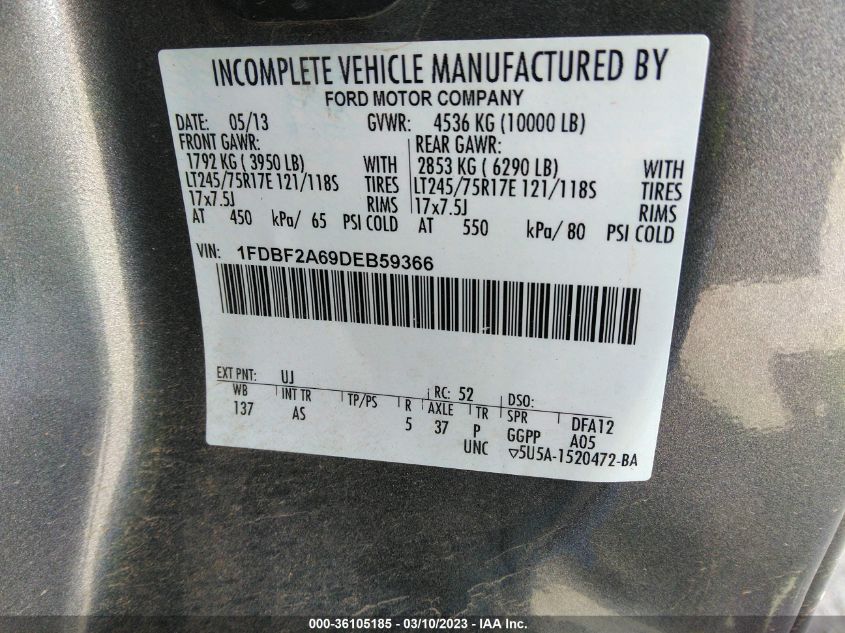 INCOMPLETE VEHICLE MANUFACTURED BY
FORD MOTOR COMPANY
DATE: 05/13 GVWR: 4536 KG (10000 LB)
FRONT GAWR: REAR GAWR:
1792 KG ( 3950 LB) WITH 2853 KG ( 6290 LB) WITH
LT245/75R17E 121/118S TIRES LT245/75R17E 121/118S TIRES
17x7.5J RIMS 17x7.5J RIMS
AT 450 kPa/ 65 PSI COLD AT 550 kPa/ 80 PSI COLD
VIN: 1FDBF2A69DEB59366
EXT PNT: UJ RC: 52 DSO:
WB INT TR TP/PS R AXLE TR SPR DFA12
137 AS 5 37 P GGPP A05
UNC ▽5U5A-1520472-BA
000-36105185 - 03/10/2023 - IAA Inc.